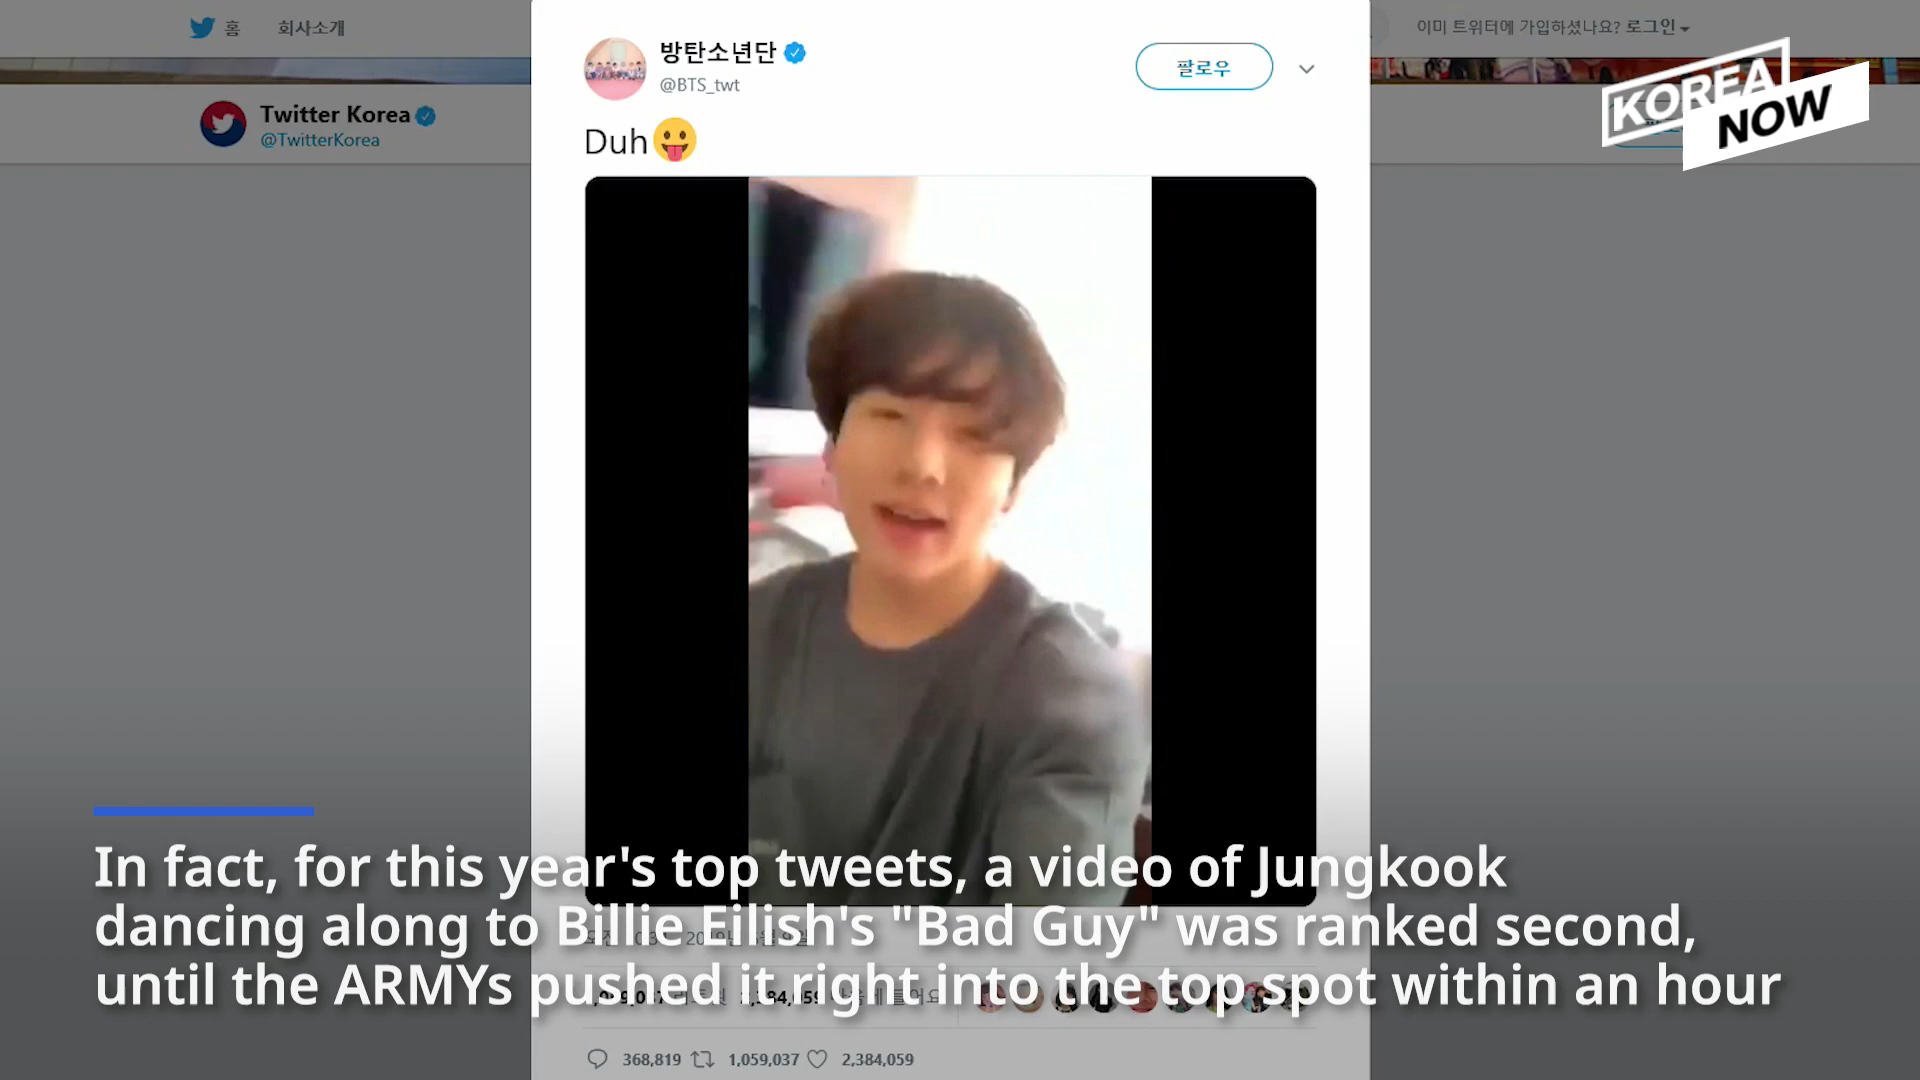 홈 회사소개
이미 트위터에 가입하셨나요? 로그인
방탄소년단
@BTS_twt
팔로우
KOREA
NOW
Twitter Korea
@TwitterKorea
Duh
In fact, for this year's top tweets, a video of Jungkook
dancing along to Billie Eilish's "Bad Guy" was ranked second,
until the ARMYs pushed it right into the top spot within an hour
368,819 1,059,037 2,384,059